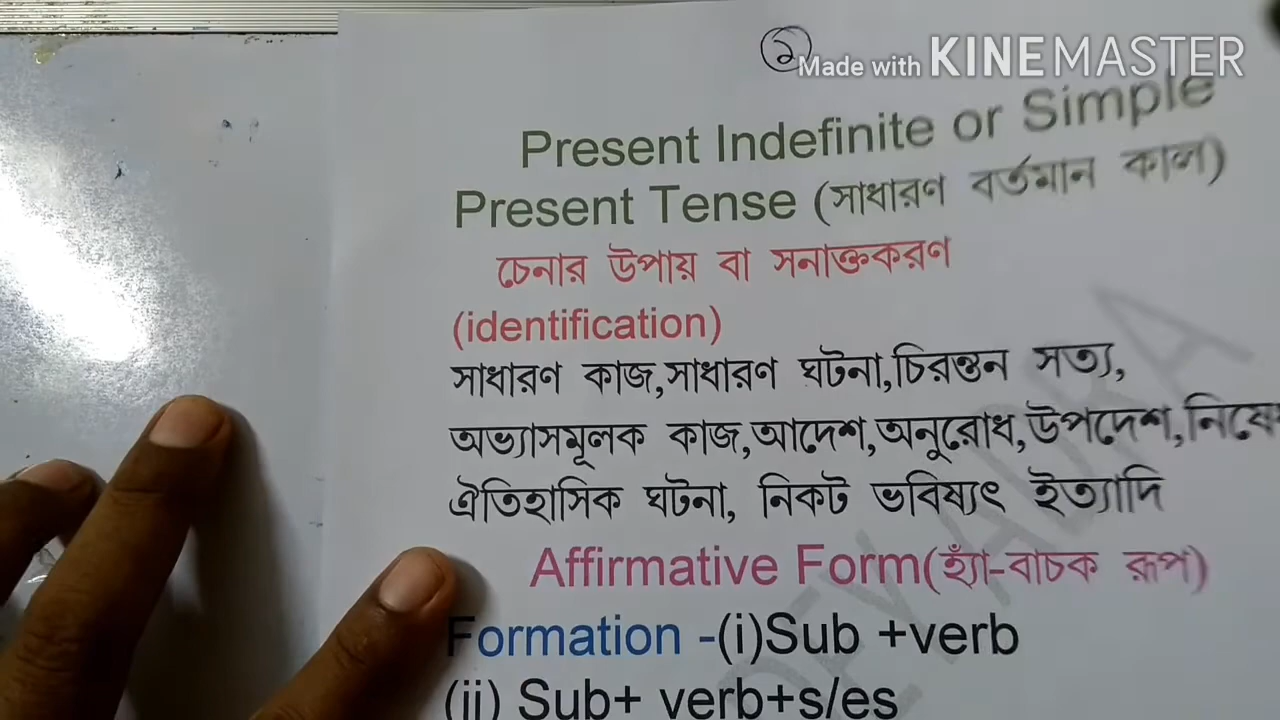 ১
Made with KINEMASTER
Present Indefinite or Simple
Present Tense (সাধারণ বর্তমান কাল)
চেনার উপায় বা সনাক্তকরণ
(identification)
সাধারণ কাজ,সাধারণ ঘটনা,চিরন্তন সত্য,
অভ্যাসমূলক কাজ,আদেশ,অনুরোধ,উপদেশ,
ঐতিহাসিক ঘটনা, নিকট ভবিষ্যৎ ইত্যাদি
Affirmative Form(হ্যাঁ-বাচক রূপ)
Formation -(i)Sub +verb
(ii) Sub+ verb+s/es